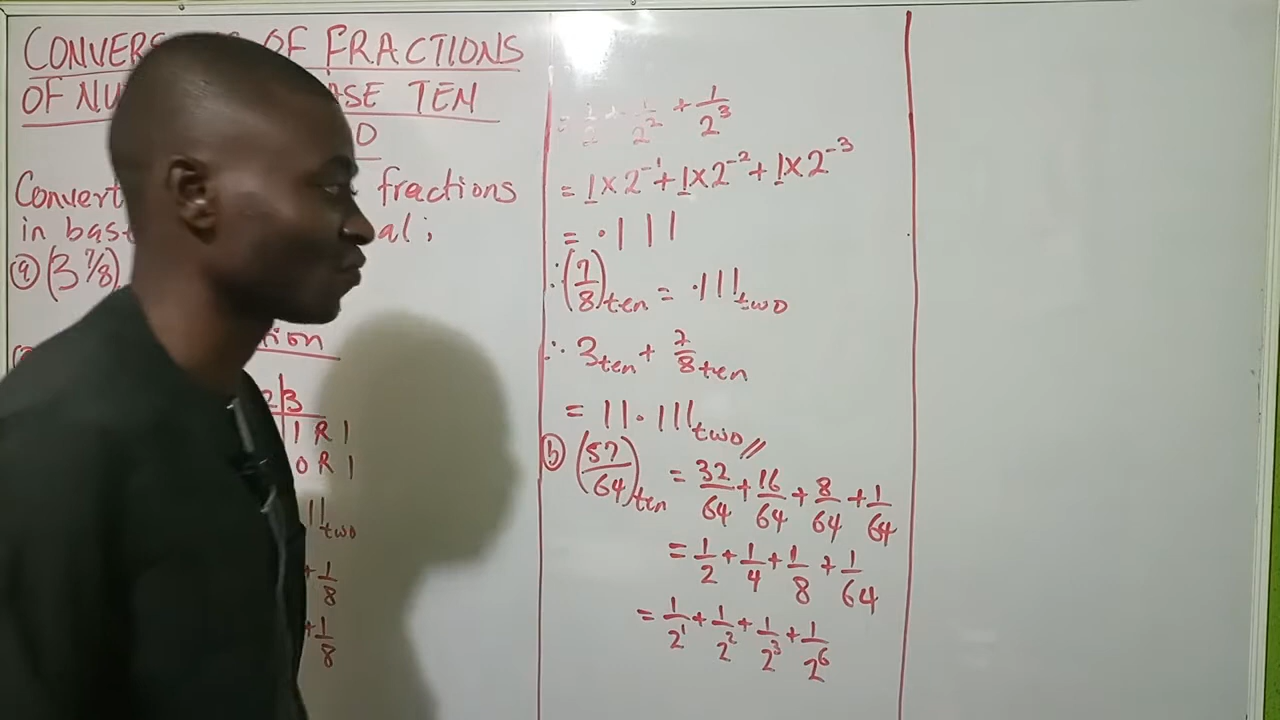 CONVERS OF FRACTIONS
OF NU ASE TEN
O
Convert fractions
in bas al;
ⓐ (3 7/8)
tion
2 | 3
1 R 1
0 R 1
11two
+ 1/8
+ 1/8
= 1/2 + 1/2² + 1/2³
= 1×2⁻¹ + 1×2⁻² + 1×2⁻³
= ·111
∴ (7/8)ten = ·111two
∴ 3ten + 7/8ten
= 11·111two//
ⓑ (57/64)ten = 32/64 + 16/64 + 8/64 + 1/64
= 1/2 + 1/4 + 1/8 + 1/64
= 1/2¹ + 1/2² + 1/2³ + 1/2⁶